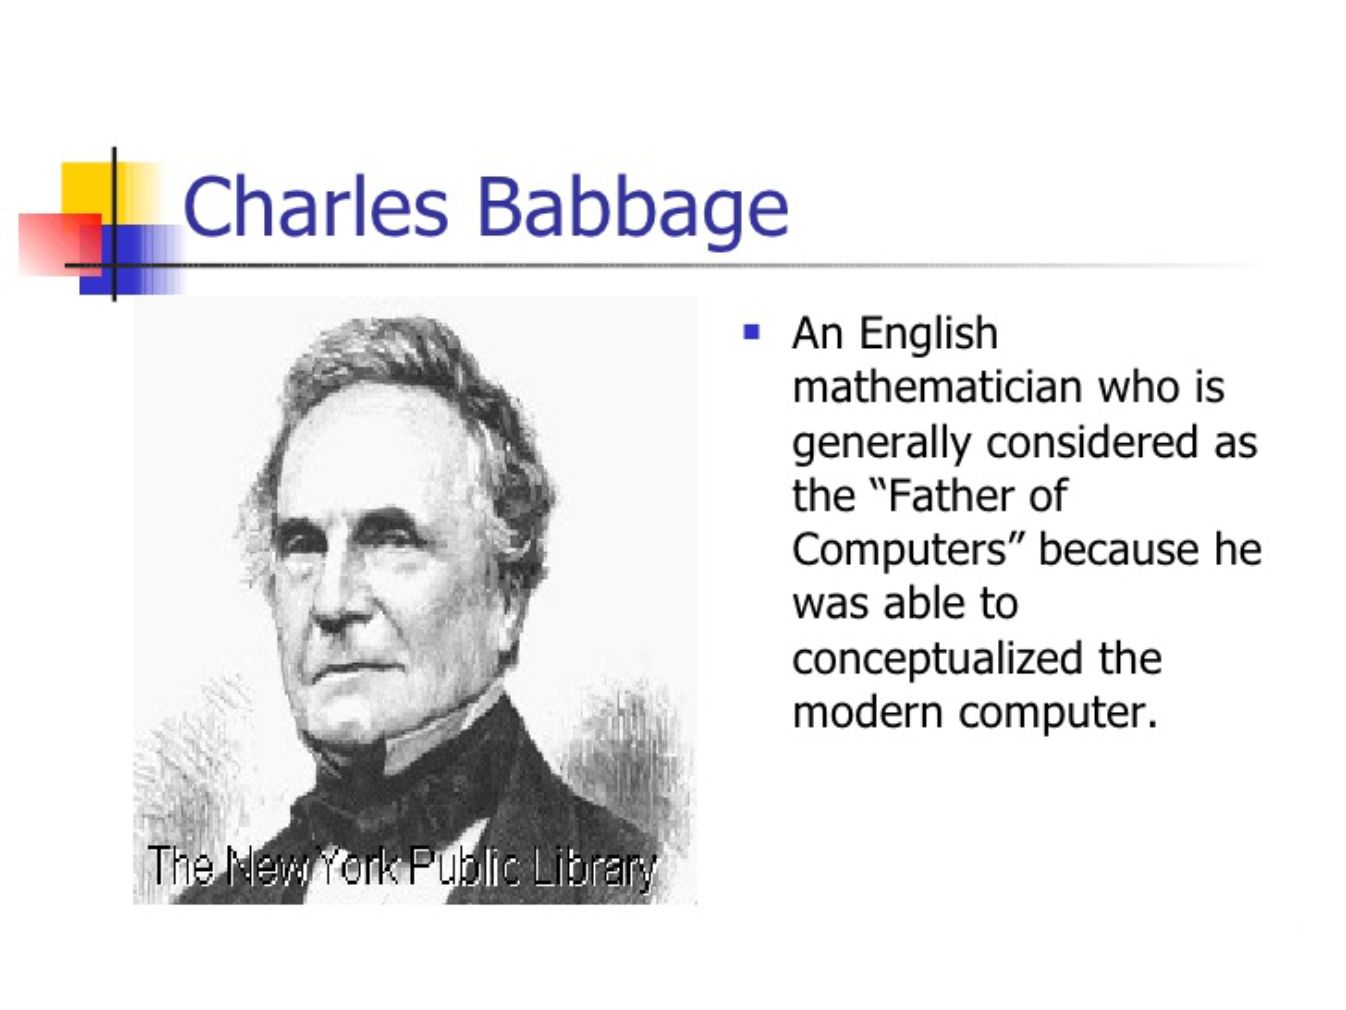 Charles Babbage
An English
mathematician who is
generally considered as
the “Father of
Computers” because he
was able to
conceptualized the
modern computer.
The New York Public Library